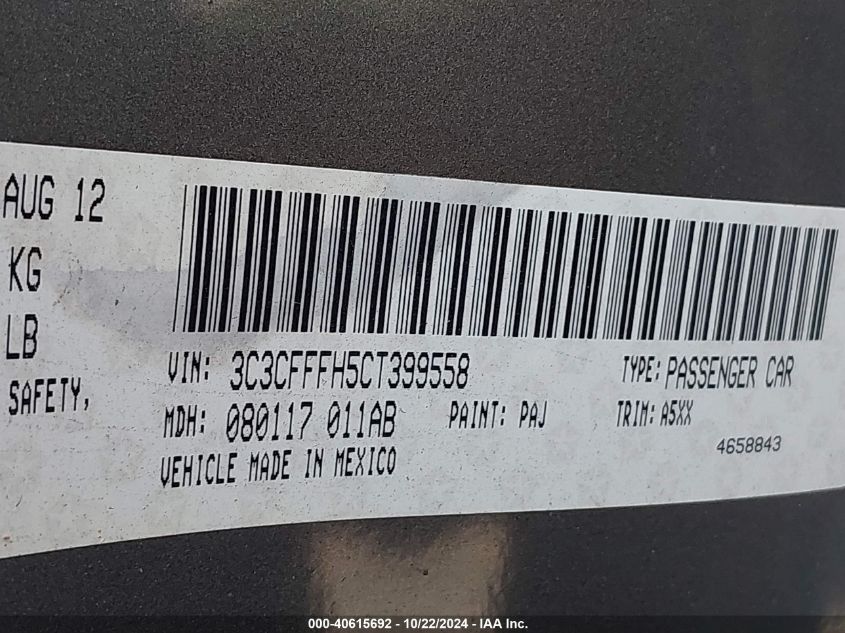 AUG 12
KG
LB
SAFETY,
VIN: 3C3CFFFH5CT399558 TYPE: PASSENGER CAR
MDH: 080117 011AB PAINT: PAJ TRIM: A5XX
VEHICLE MADE IN MEXICO 4658843
000-40615692 - 10/22/2024 - IAA Inc.